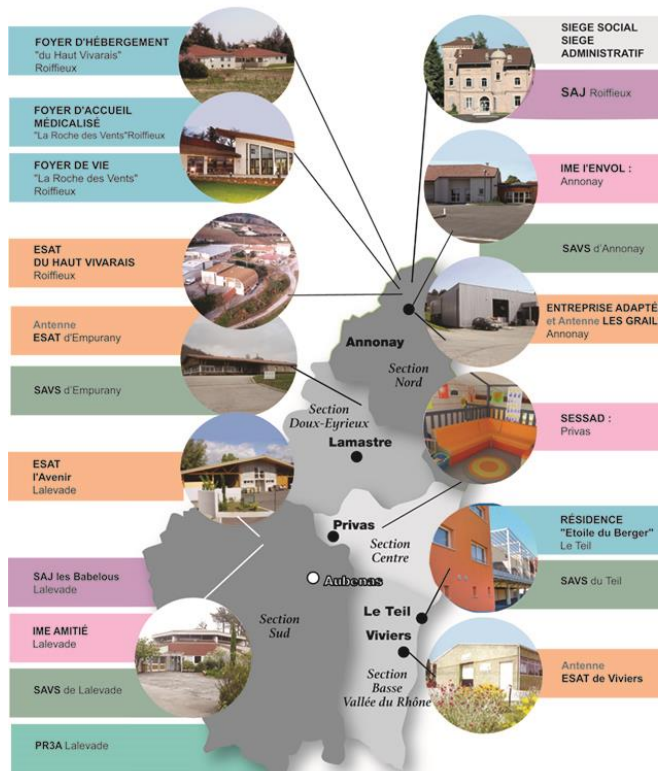 FOYER D'HÉBERGEMENT
"du Haut Vivarais"
Roiffieux
FOYER D'ACCUEIL
MÉDICALISÉ
"La Roche des Vents"Roiffieux
FOYER DE VIE
"La Roche des Vents"
Roiffieux
ESAT
DU HAUT VIVARAIS
Roiffieux
Antenne
ESAT d'Empurany
SAVS d'Empurany
ESAT
l'Avenir
Lalevade
SAJ les Babelous
Lalevade
IME AMITIÉ
Lalevade
SAVS de Lalevade
PR3A Lalevade
Annonay
Section
Nord
Section
Doux-Eyrieux
Lamastre
Privas
Section
Centre
Aubenas
Section
Sud
Le Teil
Viviers
Section
Basse
Vallée du Rhône
SIEGE SOCIAL
SIEGE
ADMINISTRATIF
SAJ Roiffieux
IME l'ENVOL :
Annonay
SAVS d'Annonay
ENTREPRISE ADAPTÉ
et Antenne LES GRAIL
Annonay
SESSAD :
Privas
RÉSIDENCE
"Etoile du Berger"
Le Teil
SAVS du Teil
Antenne
ESAT de Viviers